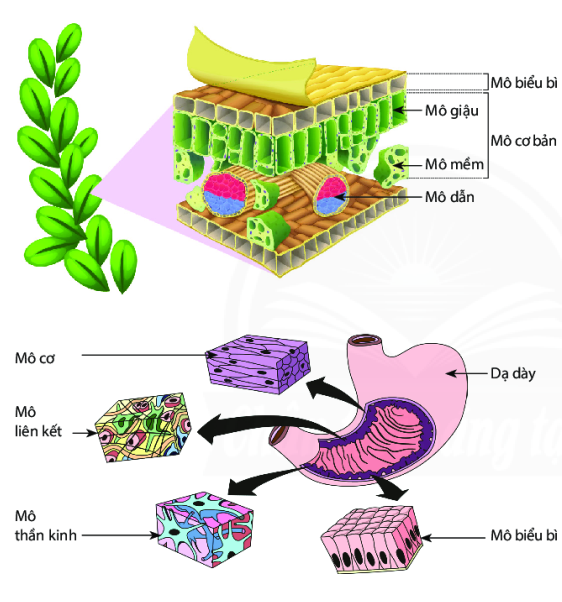 Mô biểu bì
Mô giậu
Mô cơ bản
Mô mềm
Mô dẫn
Mô cơ
Dạ dày
Mô
liên kết
Mô
thần kinh
Mô biểu bì